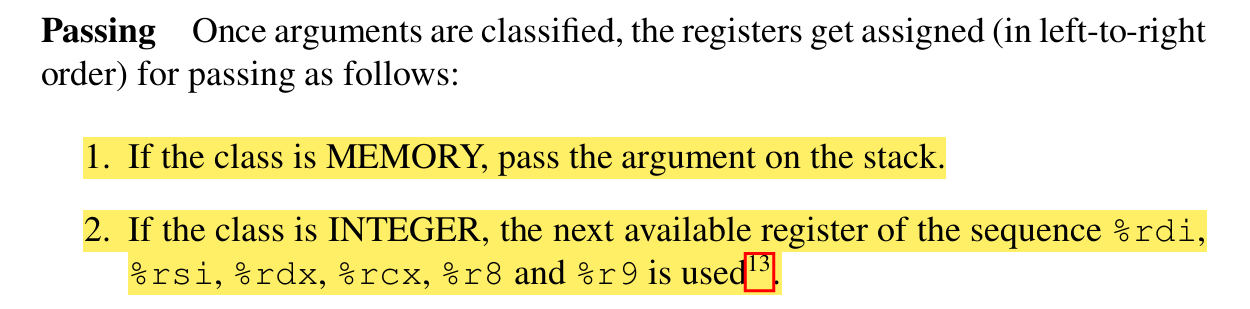 Passing Once arguments are classified, the registers get assigned (in left-to-right
order) for passing as follows:
1. If the class is MEMORY, pass the argument on the stack.
2. If the class is INTEGER, the next available register of the sequence %rdi,
%rsi, %rdx, %rcx, %r8 and %r9 is used13.